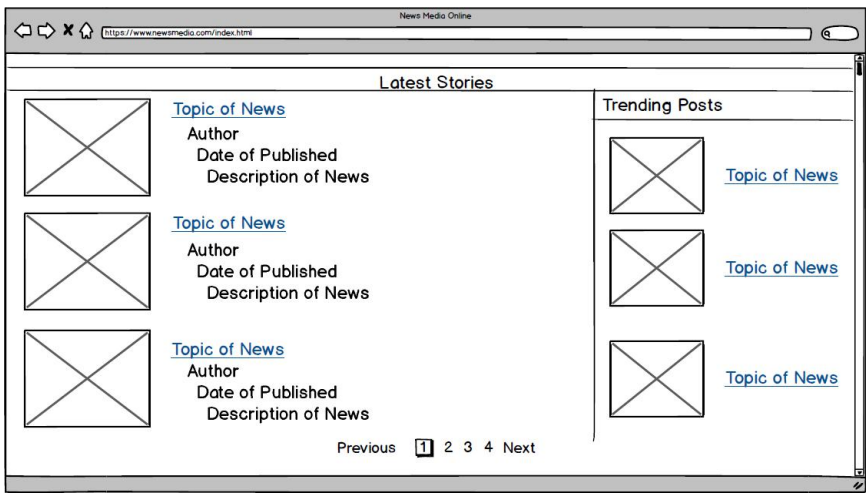 News Media Online
https://www.newsmedia.com/index.html
Latest Stories
Topic of News
Author
Date of Published
Description of News
Topic of News
Author
Date of Published
Description of News
Topic of News
Author
Date of Published
Description of News
Previous 1 2 3 4 Next
Trending Posts
Topic of News
Topic of News
Topic of News